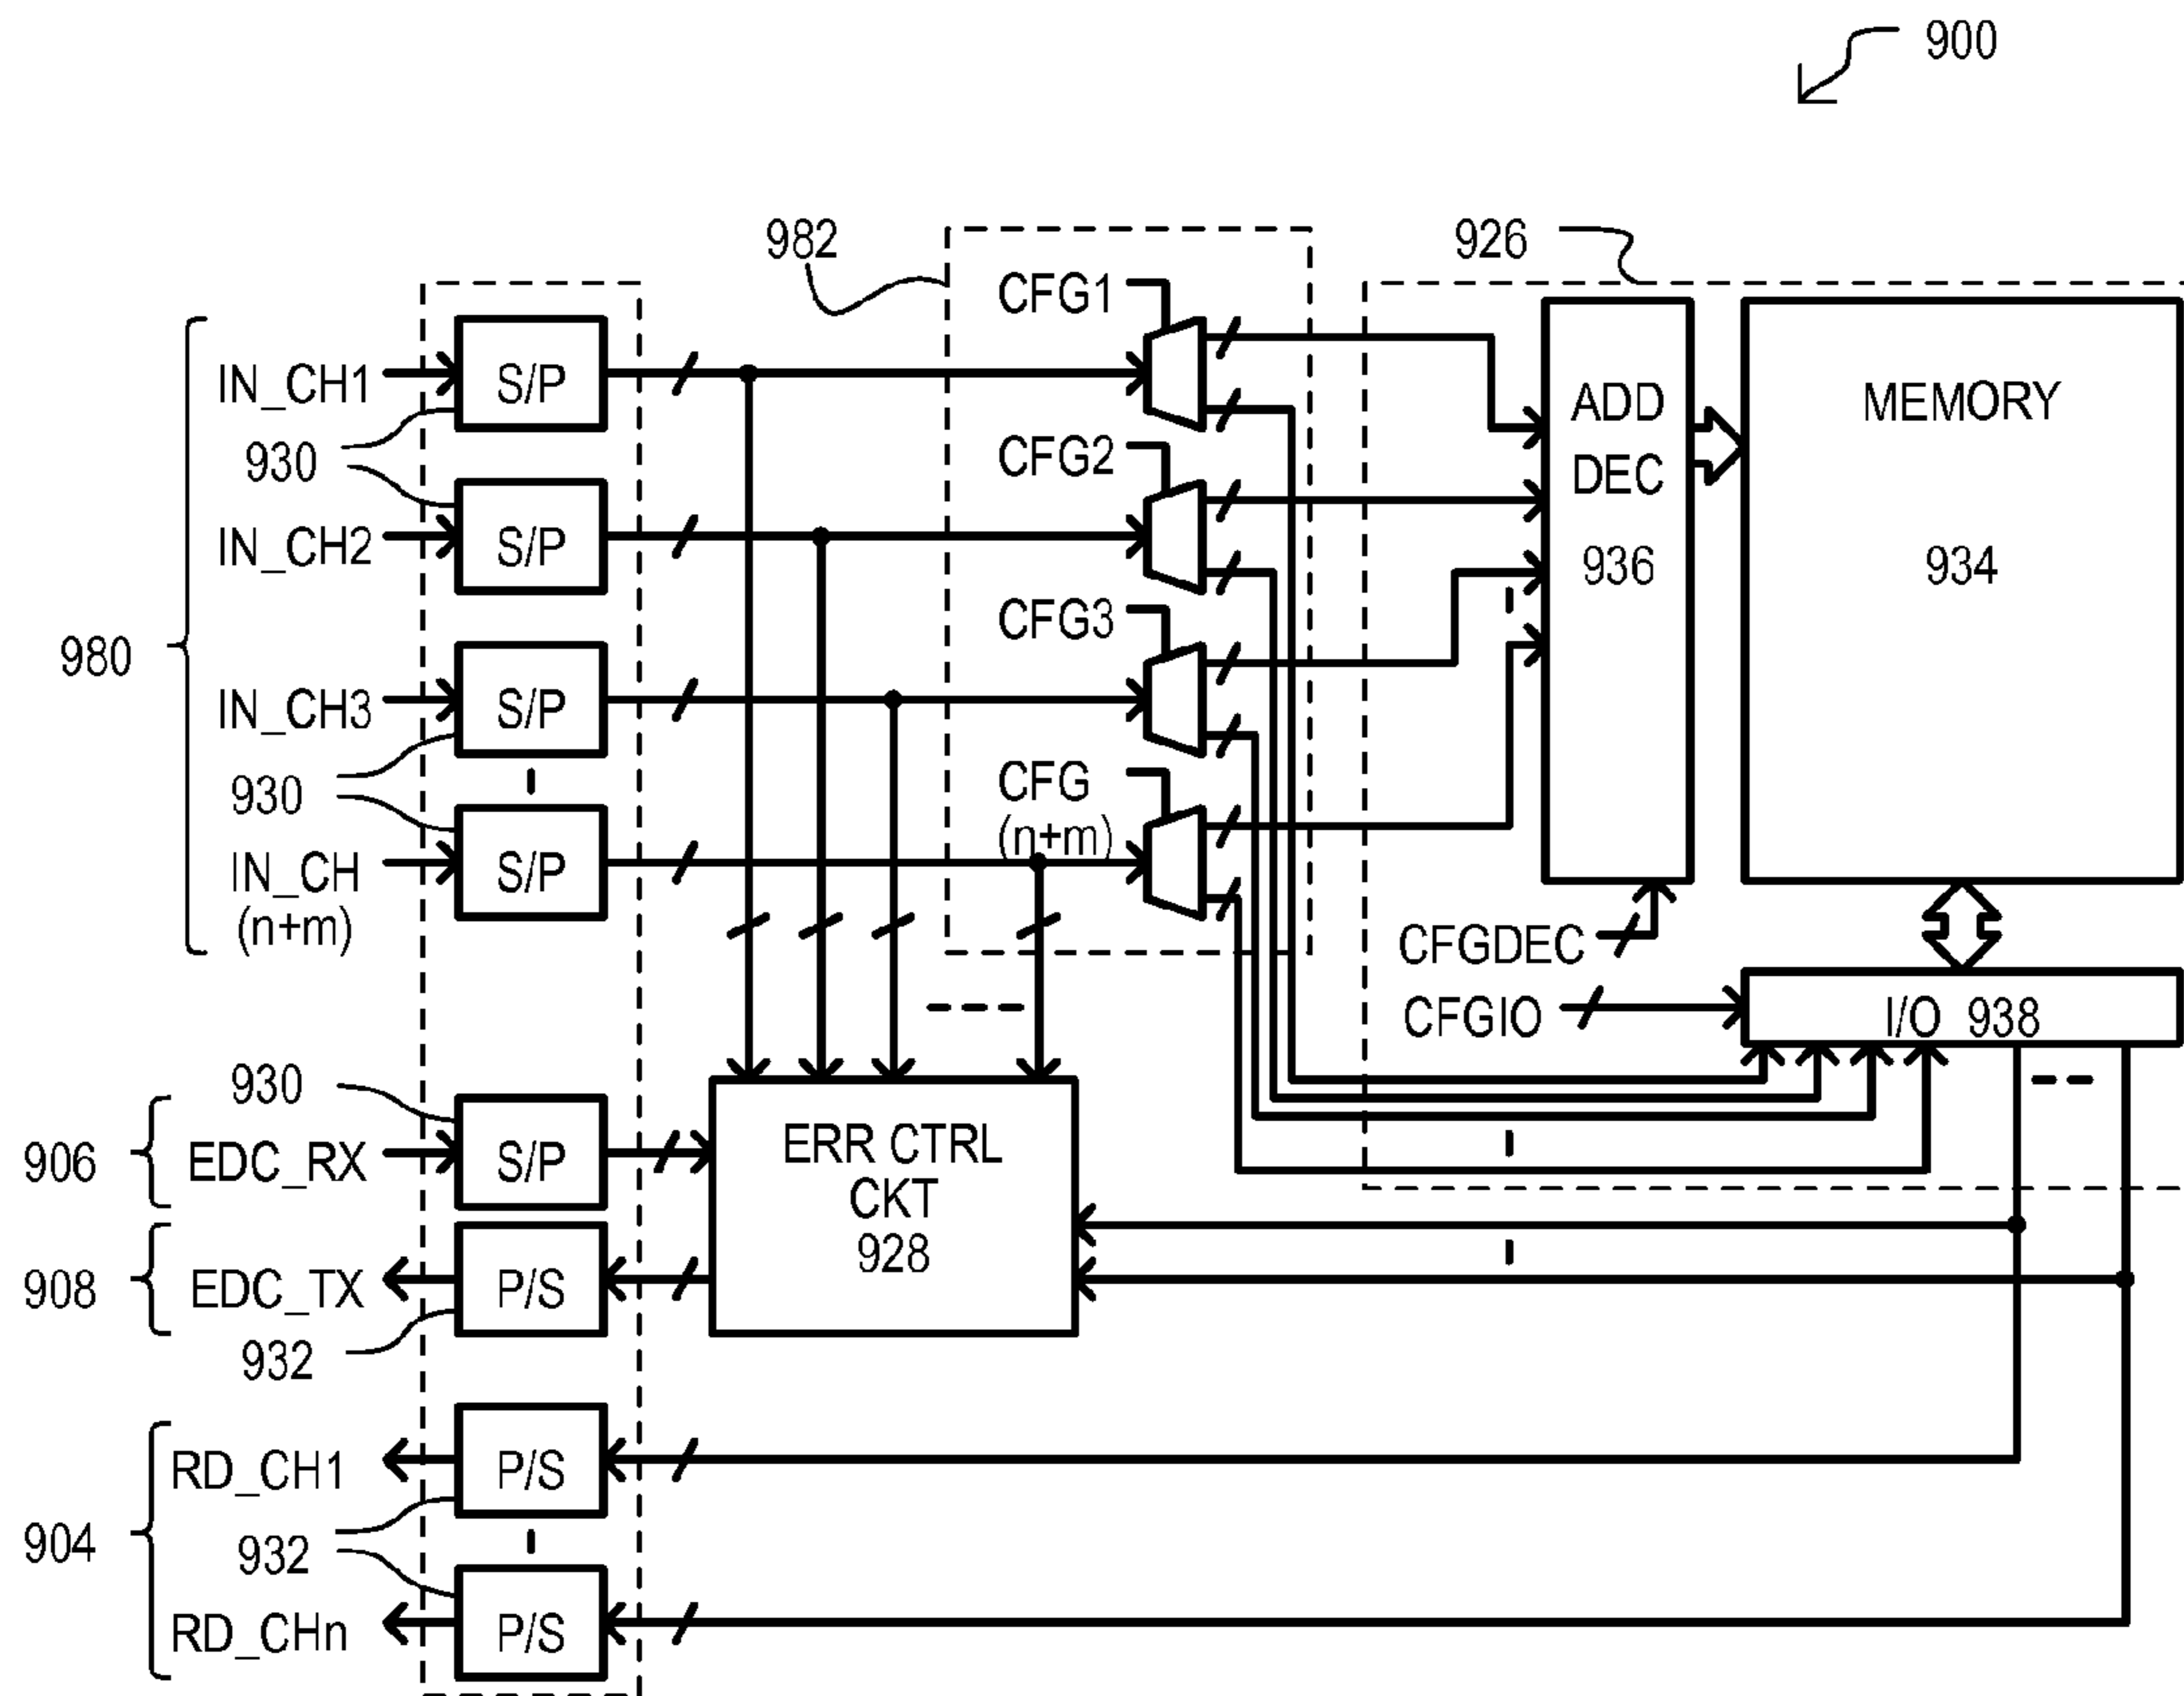 900
982
926
CFG1
IN_CH1
S/P
ADD
DEC
936
MEMORY
934
930
CFG2
IN_CH2
S/P
CFG3
980
IN_CH3
S/P
930
CFG
(n+m)
IN_CH
(n+m)
S/P
CFGDEC
CFGIO
I/O 938
930
906
EDC_RX
S/P
ERR CTRL
CKT
928
908
EDC_TX
P/S
932
RD_CH1
P/S
904
932
RD_CHn
P/S